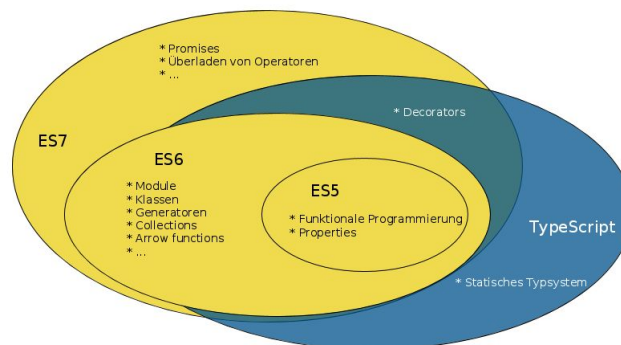 * Promises
* Überladen von Operatoren
* ...
* Decorators
ES7
ES6
* Module
* Klassen
* Generatoren
* Collections
* Arrow functions
* ...
ES5
* Funktionale Programmierung
* Properties
TypeScript
* Statisches Typsystem